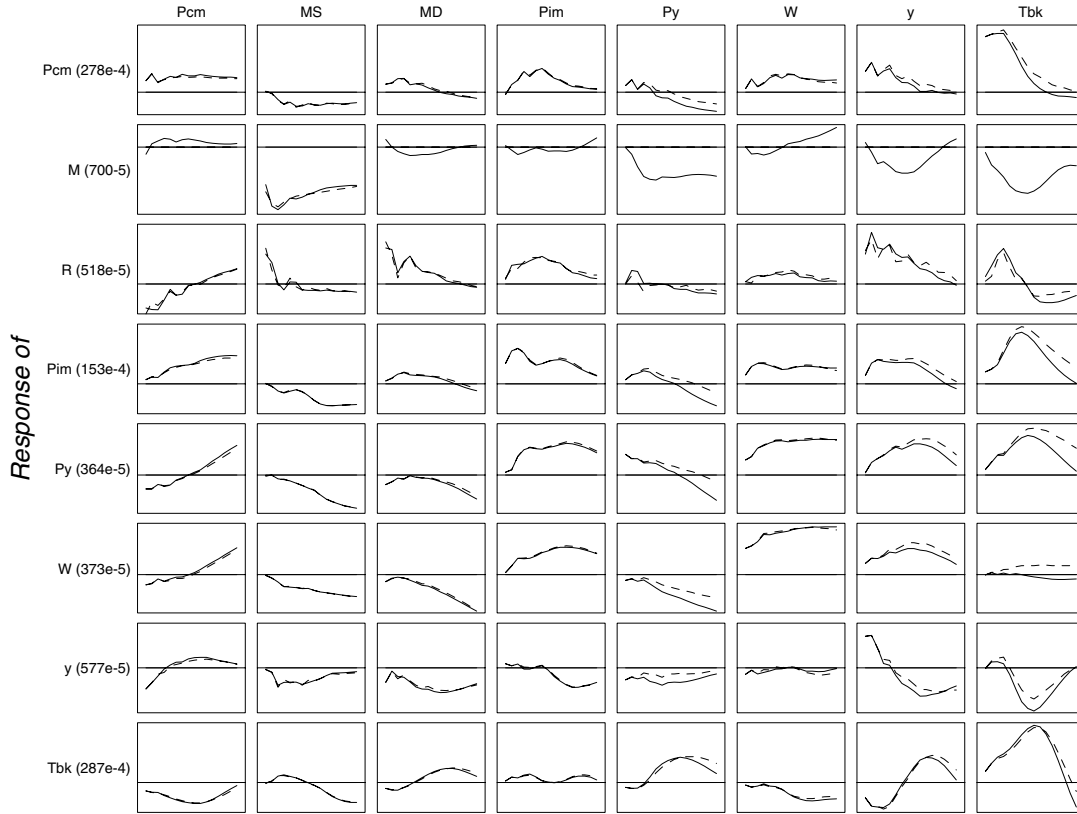 Pcm MS MD Pim Py W y Tbk
Pcm (278e-4)
M (700-5)
R (518e-5)
Pim (153e-4)
Py (364e-5)
W (373e-5)
y (577e-5)
Tbk (287e-4)
Response of